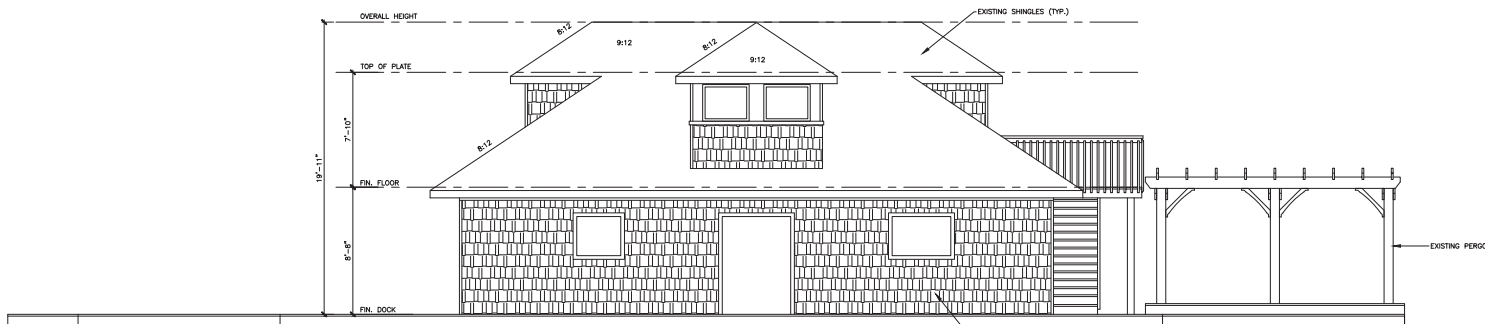 OVERALL HEIGHT
EXISTING SHINGLES (TYP.)
8:12
9:12
8:12
9:12
TOP OF PLATE
7'-10"
8:12
19'-11"
FIN. FLOOR
8'-8"
EXISTING PERGO
FIN. DOCK